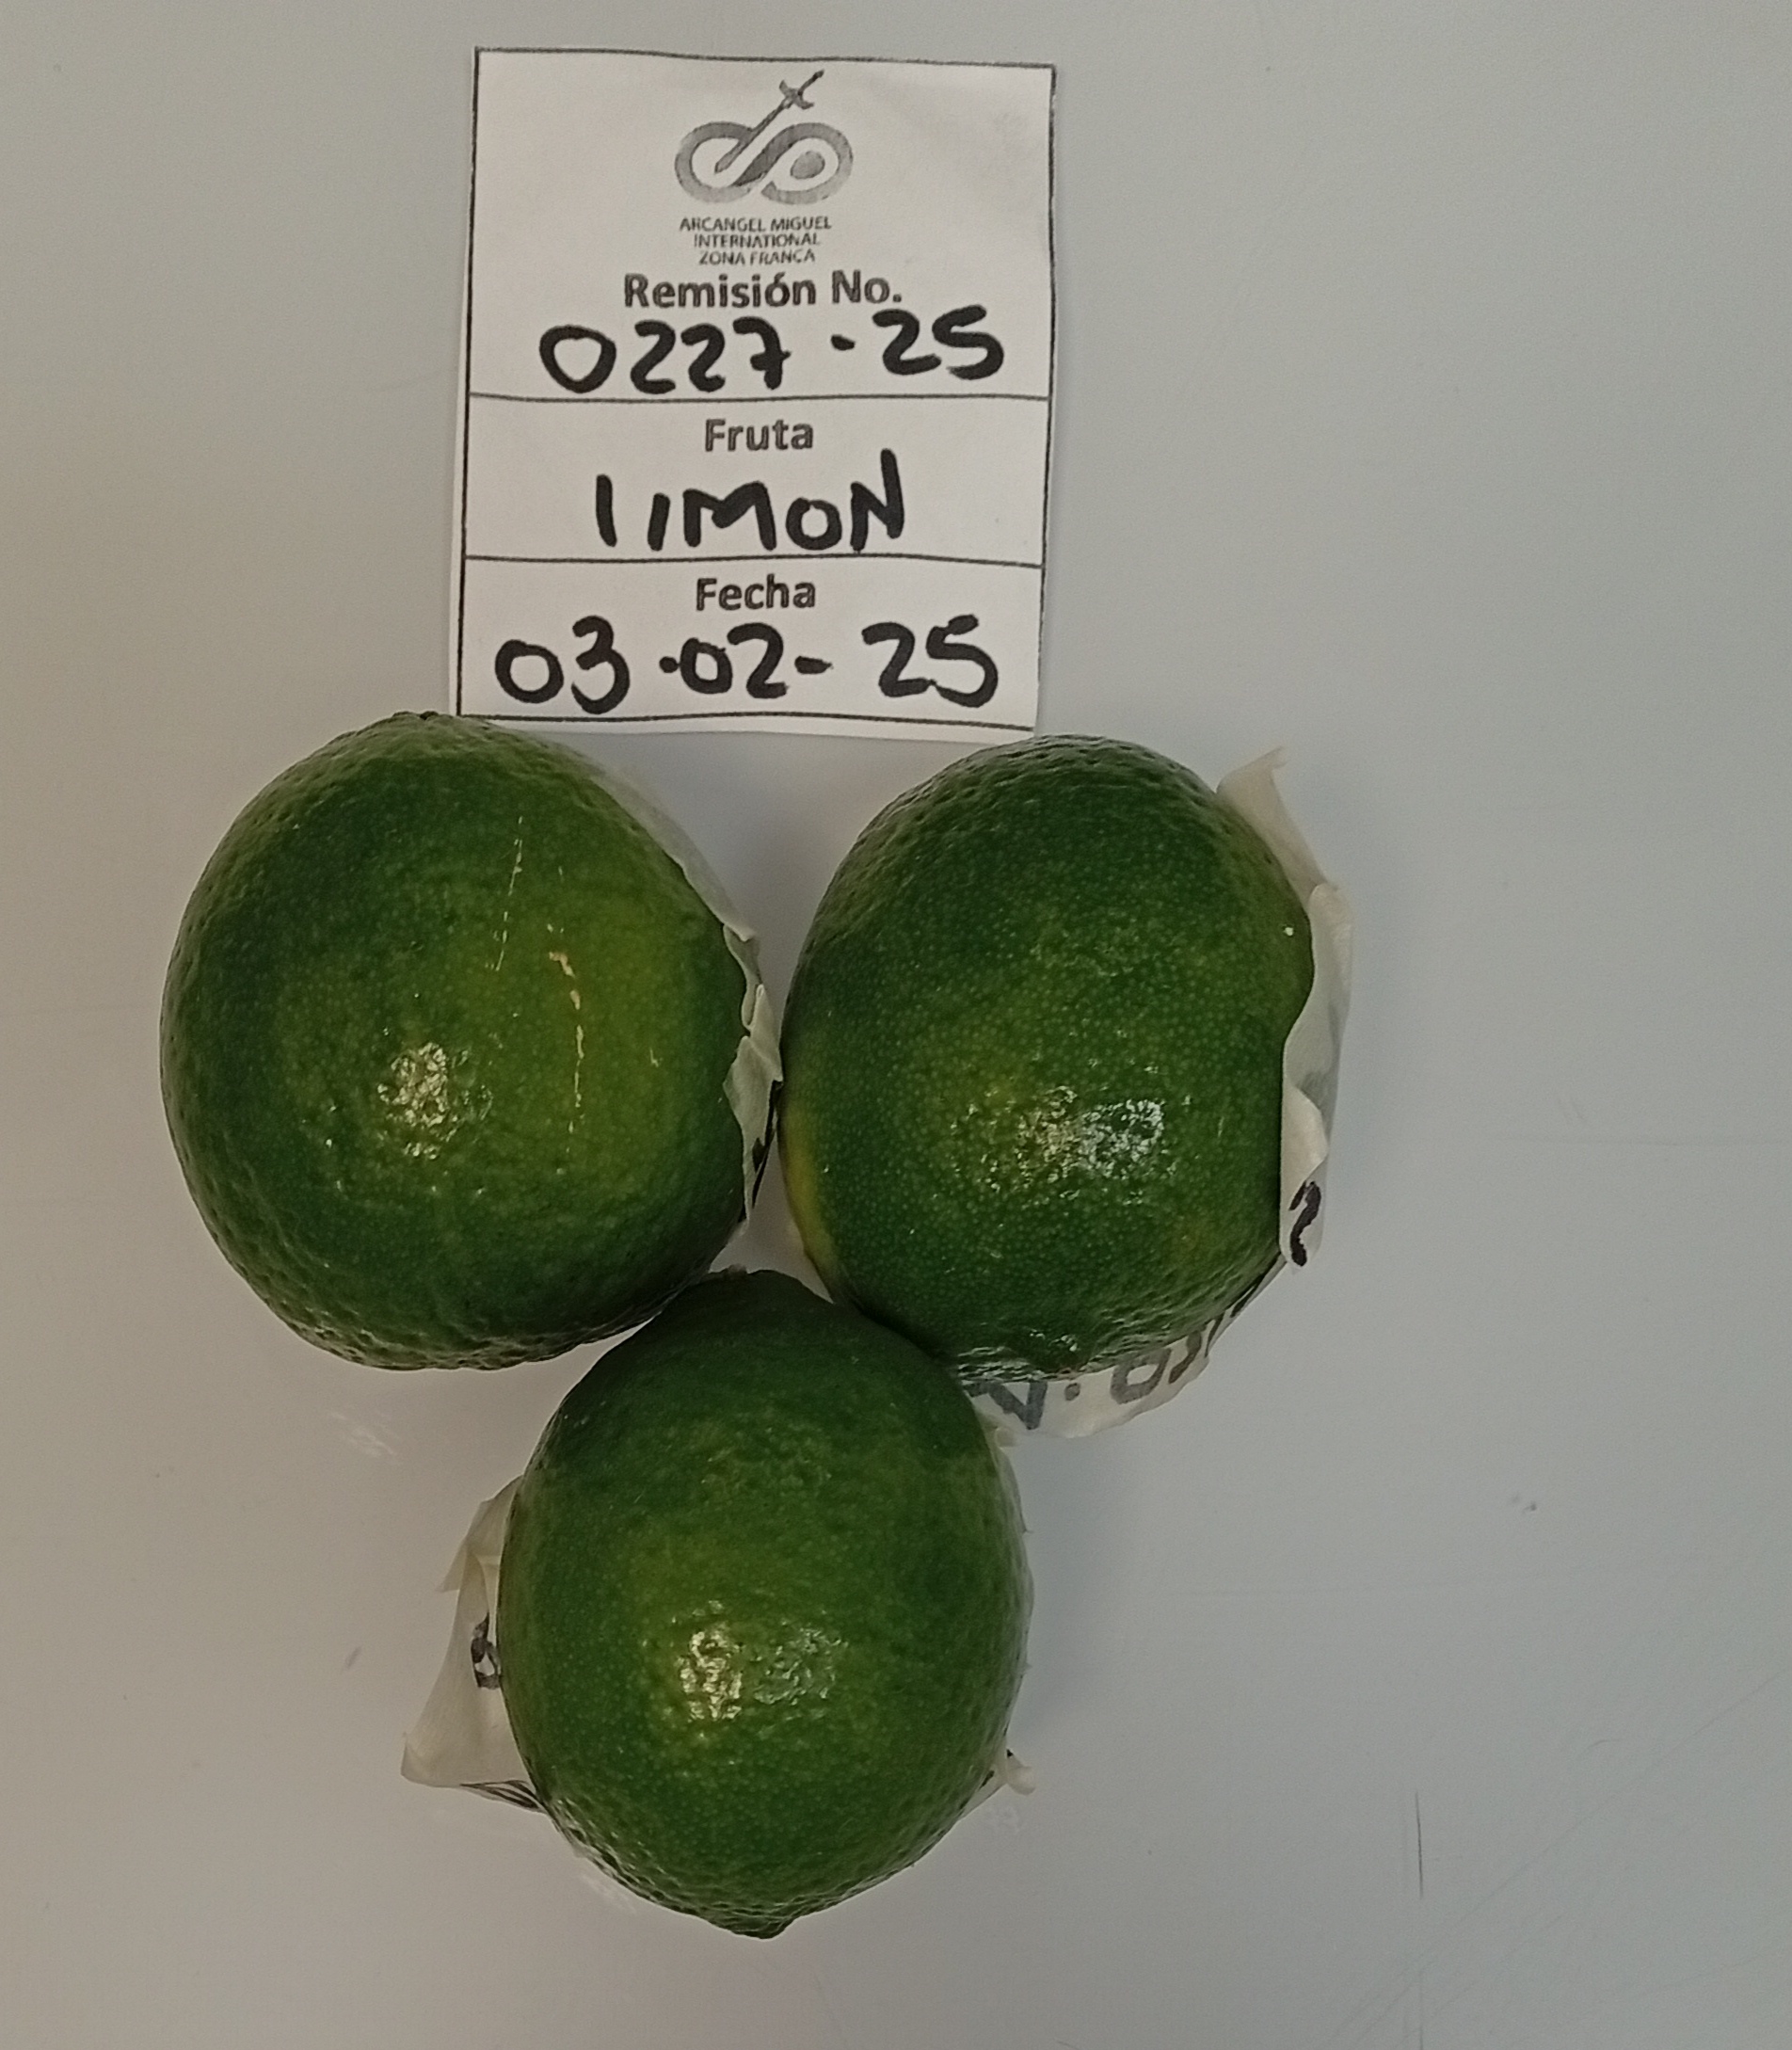 ARCANGEL MIGUEL
INTERNATIONAL
ZONA FRANCA
Remisión No.
0227-25
Fruta
lIMON
Fecha
03-02-25